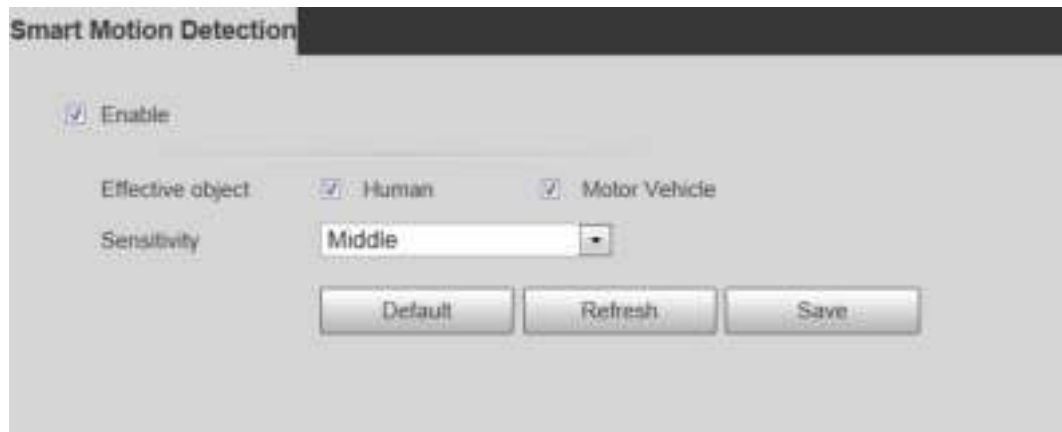 Smart Motion Detection
Enable
Effective object Human Motor Vehicle
Sensitivity Middle
Default Refresh Save